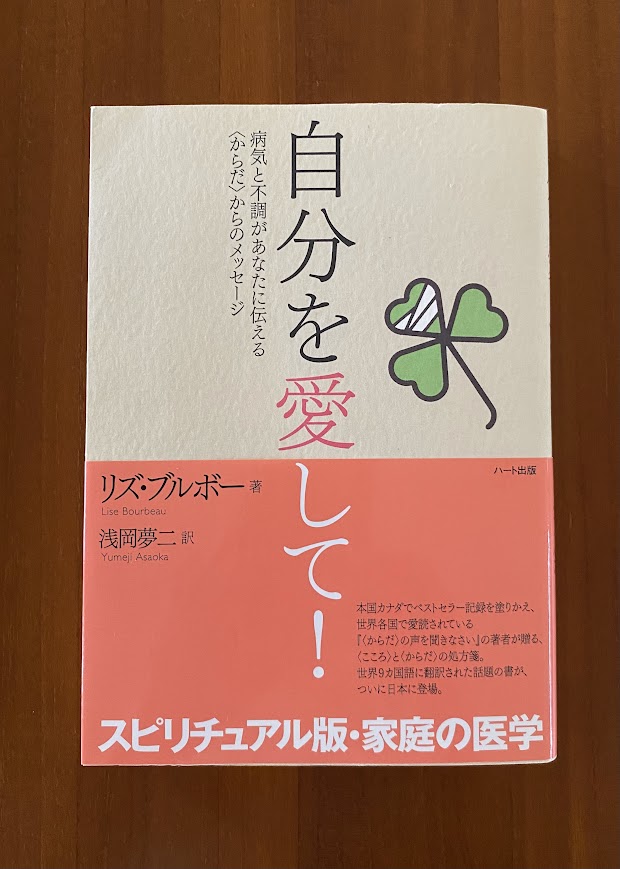 自分を愛して！
病気と不調があなたに伝える
〈からだ〉からのメッセージ
ハート出版
リズ・ブルボー 著
Lise Bourbeau
浅岡夢二 訳
Yumeji Asaoka
本国カナダでベストセラー記録を塗りかえ、
世界各国で愛読されている
『〈からだ〉の声を聞きなさい』の著者が贈る、
〈こころ〉と〈からだ〉の処方箋。
世界9カ国語に翻訳された話題の書が、
ついに日本に登場。
スピリチュアル版・家庭の医学